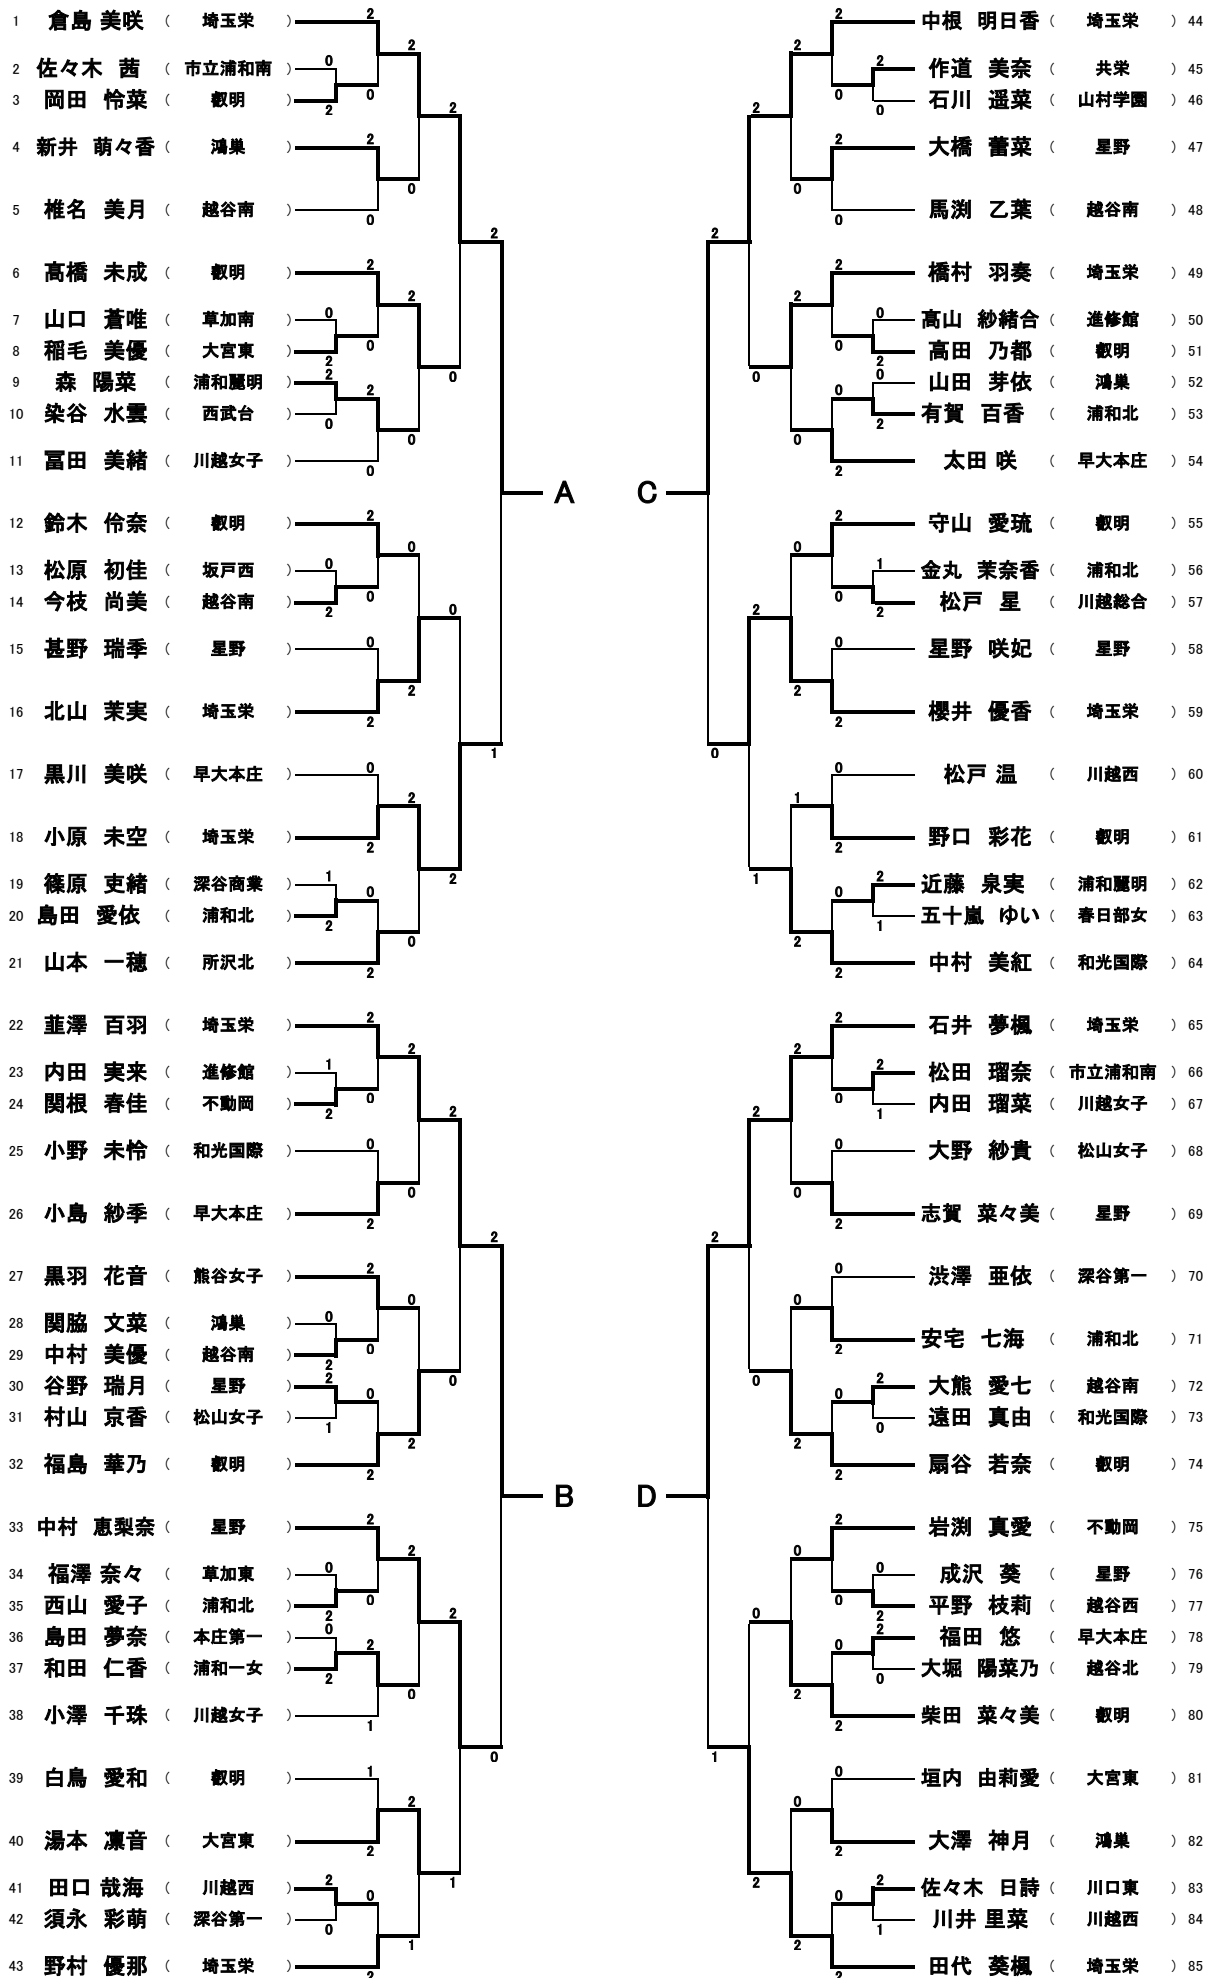 1 倉島 美咲 ( 埼玉栄 )
2 佐々木 茜 ( 市立浦和南 )
3 岡田 怜菜 ( 叡明 )
4 新井 萌々香 ( 鴻巣 )
5 椎名 美月 ( 越谷南 )
6 髙橋 未成 ( 叡明 )
7 山口 蒼唯 ( 草加南 )
8 稲毛 美優 ( 大宮東 )
9 森 陽菜 ( 浦和麗明 )
10 染谷 水雲 ( 西武台 )
11 冨田 美緒 ( 川越女子 )
12 鈴木 伶奈 ( 叡明 )
13 松原 初佳 ( 坂戸西 )
14 今枝 尚美 ( 越谷南 )
15 甚野 瑞季 ( 星野 )
16 北山 茉実 ( 埼玉栄 )
17 黒川 美咲 ( 早大本庄 )
18 小原 未空 ( 埼玉栄 )
19 篠原 吏緒 ( 深谷商業 )
20 島田 愛依 ( 浦和北 )
21 山本 一穂 ( 所沢北 )
22 韮澤 百羽 ( 埼玉栄 )
23 内田 実来 ( 進修館 )
24 関根 春佳 ( 不動岡 )
25 小野 未怜 ( 和光国際 )
26 小島 紗季 ( 早大本庄 )
27 黒羽 花音 ( 熊谷女子 )
28 関脇 文菜 ( 鴻巣 )
29 中村 美優 ( 越谷南 )
30 谷野 瑞月 ( 星野 )
31 村山 京香 ( 松山女子 )
32 福島 華乃 ( 叡明 )
33 中村 恵梨奈 ( 星野 )
34 福澤 奈々 ( 草加東 )
35 西山 愛子 ( 浦和北 )
36 島田 夢奈 ( 本庄第一 )
37 和田 仁香 ( 浦和一女 )
38 小澤 千珠 ( 川越女子 )
39 白鳥 愛和 ( 叡明 )
40 湯本 凛音 ( 大宮東 )
41 田口 哉海 ( 川越西 )
42 須永 彩萌 ( 深谷第一 )
43 野村 優那 ( 埼玉栄 )
A
B
C
D
中根 明日香 ( 埼玉栄 ) 44
作道 美奈 ( 共栄 ) 45
石川 遥菜 ( 山村学園 ) 46
大橋 蕾菜 ( 星野 ) 47
馬渕 乙葉 ( 越谷南 ) 48
橋村 羽奏 ( 埼玉栄 ) 49
高山 紗緒合 ( 進修館 ) 50
高田 乃都 ( 叡明 ) 51
山田 芽依 ( 鴻巣 ) 52
有賀 百香 ( 浦和北 ) 53
太田 咲 ( 早大本庄 ) 54
守山 愛琉 ( 叡明 ) 55
金丸 茉奈香 ( 浦和北 ) 56
松戸 星 ( 川越総合 ) 57
星野 咲妃 ( 星野 ) 58
櫻井 優香 ( 埼玉栄 ) 59
松戸 温 ( 川越西 ) 60
野口 彩花 ( 叡明 ) 61
近藤 泉実 ( 浦和麗明 ) 62
五十嵐 ゆい ( 春日部女 ) 63
中村 美紅 ( 和光国際 ) 64
石井 夢楓 ( 埼玉栄 ) 65
松田 瑠奈 ( 市立浦和南 ) 66
内田 瑠菜 ( 川越女子 ) 67
大野 紗貴 ( 松山女子 ) 68
志賀 菜々美 ( 星野 ) 69
渋澤 亜依 ( 深谷第一 ) 70
安宅 七海 ( 浦和北 ) 71
大熊 愛七 ( 越谷南 ) 72
遠田 真由 ( 和光国際 ) 73
扇谷 若奈 ( 叡明 ) 74
岩渕 真愛 ( 不動岡 ) 75
成沢 葵 ( 星野 ) 76
平野 枝莉 ( 越谷西 ) 77
福田 悠 ( 早大本庄 ) 78
大堀 陽菜乃 ( 越谷北 ) 79
柴田 菜々美 ( 叡明 ) 80
垣内 由莉愛 ( 大宮東 ) 81
大澤 神月 ( 鴻巣 ) 82
佐々木 日詩 ( 川口東 ) 83
川井 里菜 ( 川越西 ) 84
田代 葵楓 ( 埼玉栄 ) 85